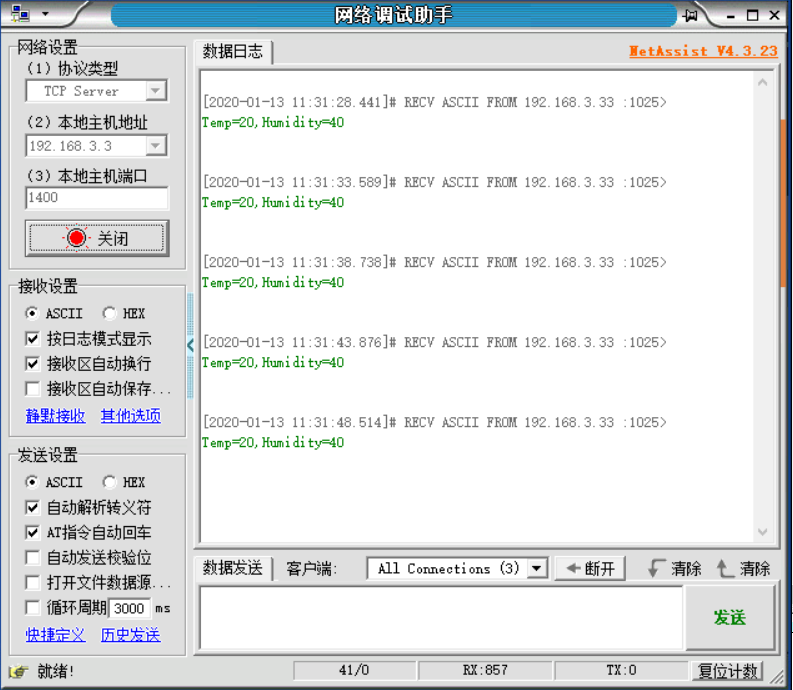 网络调试助手
网络设置
(1) 协议类型
TCP Server
(2) 本地主机地址
192.168.3.3
(3) 本地主机端口
1400
关闭
接收设置
ASCII HEX
按日志模式显示
接收区自动换行
接收区自动保存...
静默接收 其他选项
发送设置
ASCII HEX
自动解析转义符
AT指令自动回车
自动发送校验位
打开文件数据源...
循环周期 3000 ms
快捷定义 历史发送
数据日志 NetAssist V4.3.23
[2020-01-13 11:31:28.441]# RECV ASCII FROM 192.168.3.33 :1025>
Temp=20,Humidity=40
[2020-01-13 11:31:33.589]# RECV ASCII FROM 192.168.3.33 :1025>
Temp=20,Humidity=40
[2020-01-13 11:31:38.738]# RECV ASCII FROM 192.168.3.33 :1025>
Temp=20,Humidity=40
[2020-01-13 11:31:43.876]# RECV ASCII FROM 192.168.3.33 :1025>
Temp=20,Humidity=40
[2020-01-13 11:31:48.514]# RECV ASCII FROM 192.168.3.33 :1025>
Temp=20,Humidity=40
数据发送 客户端: All Connections (3) 断开 清除 清除
发送
就绪! 41/0 RX:857 TX:0 复位计数